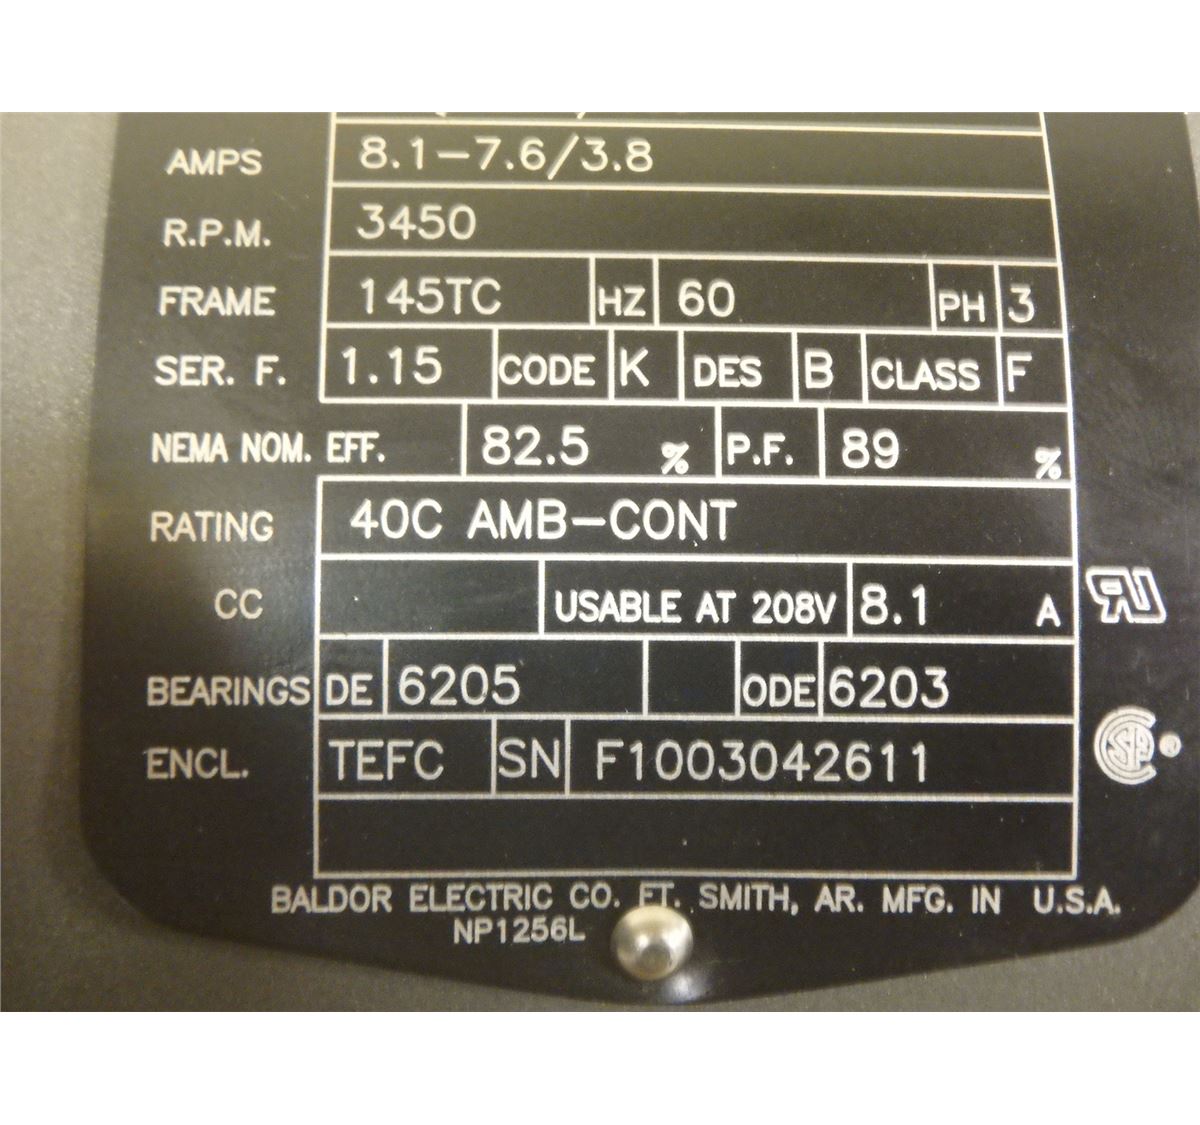 AMPS 8.1-7.6/3.8
R.P.M. 3450
FRAME 145TC HZ 60 PH 3
SER. F. 1.15 CODE K DES B CLASS F
NEMA NOM. EFF. 82.5 % P.F. 89 %
RATING 40C AMB-CONT
CC USABLE AT 208V 8.1 A
BEARINGS DE 6205 ODE 6203
ENCL. TEFC SN F1003042611
BALDOR ELECTRIC CO. FT. SMITH, AR. MFG. IN U.S.A.
NP1256L